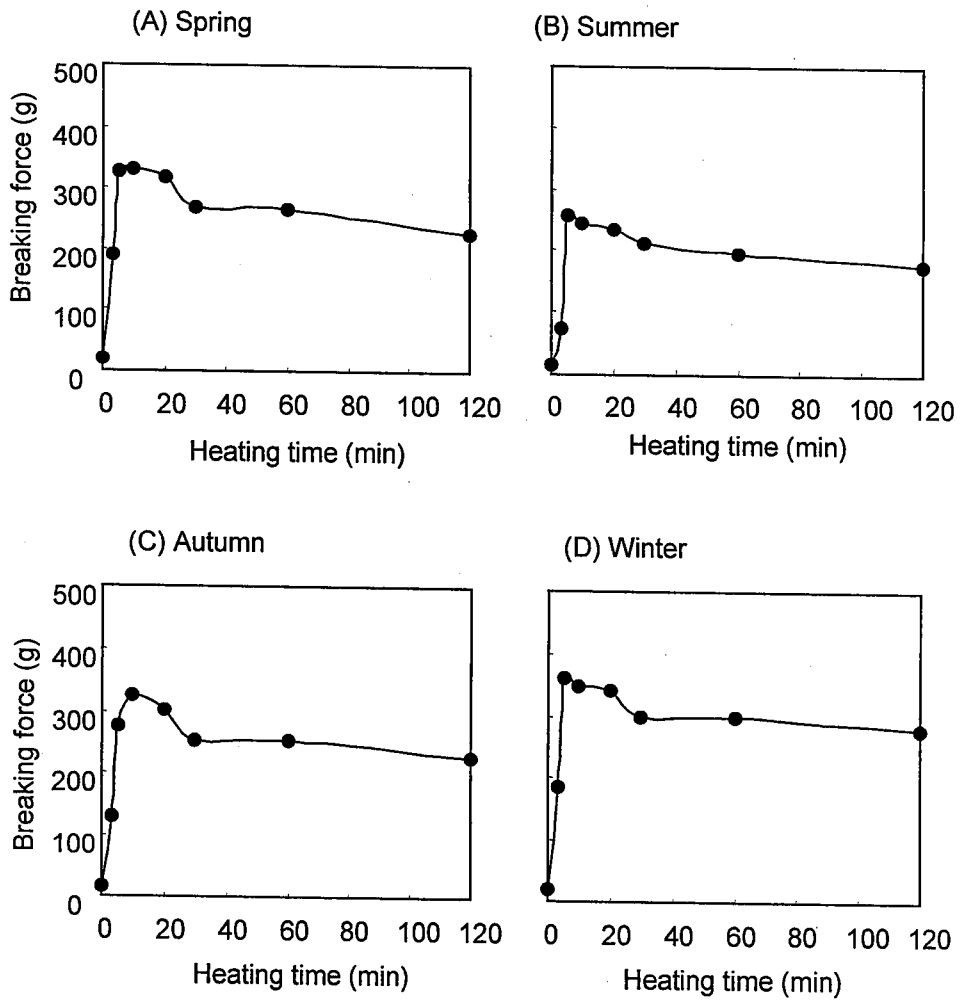 (A) Spring
(B) Summer
Breaking force (g)
500
400
300
200
100
0
0 20 40 60 80 100 120
Heating time (min)
0 20 40 60 80 100 120
Heating time (min)
(C) Autumn
(D) Winter
Breaking force (g)
500
400
300
200
100
0
0 20 40 60 80 100 120
Heating time (min)
0 20 40 60 80 100 120
Heating time (min)